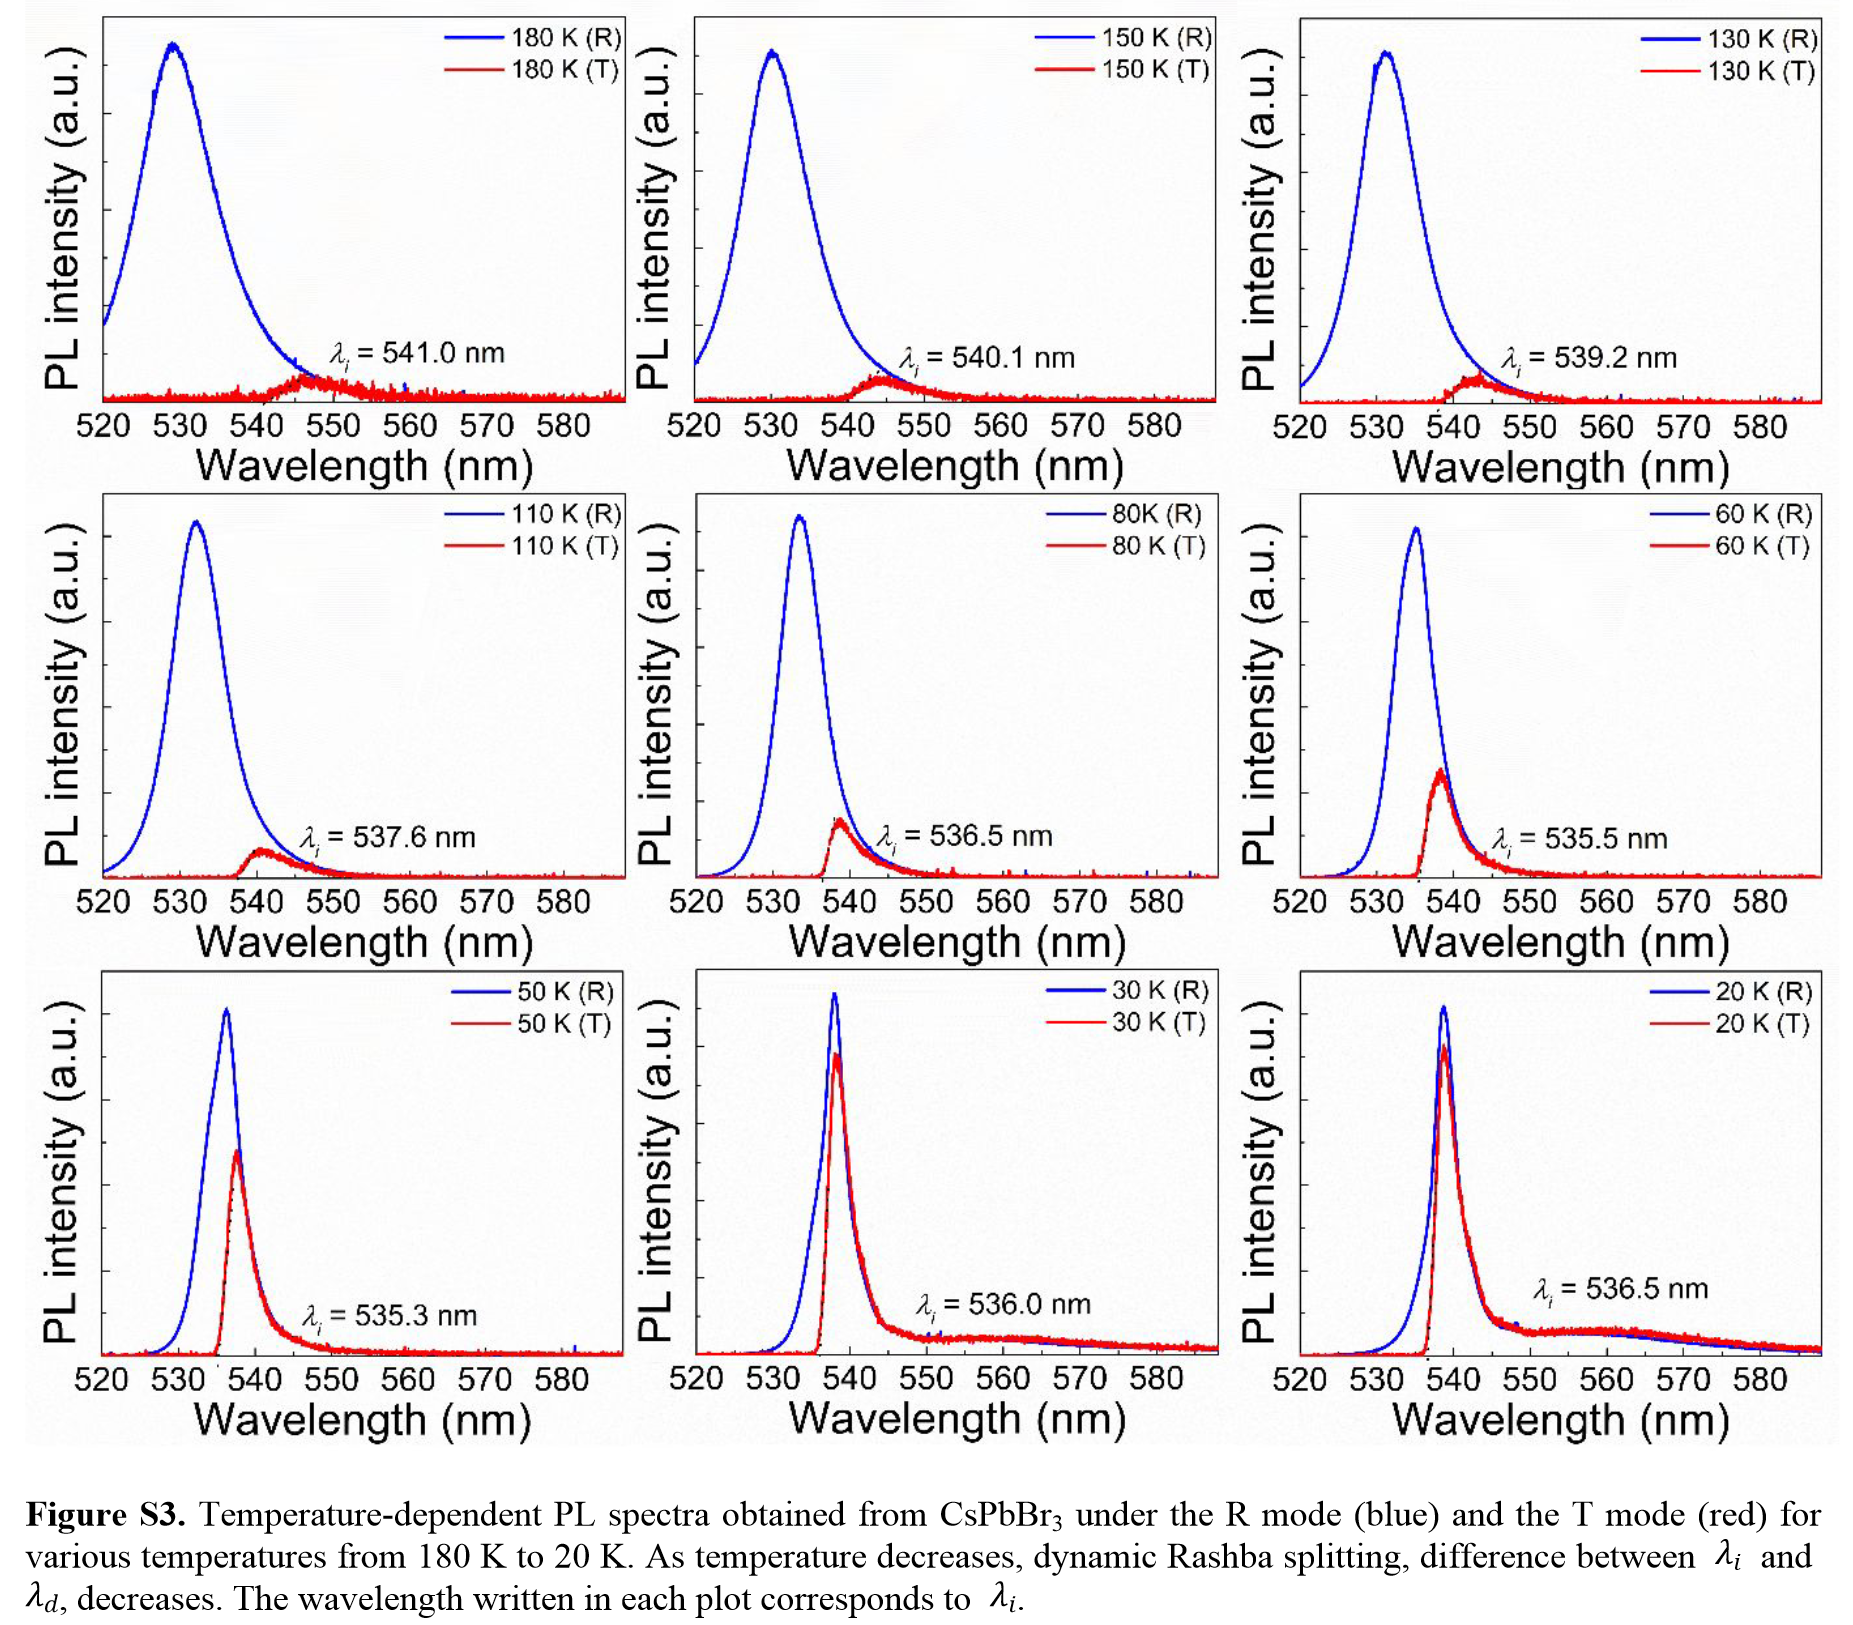 180 K (R)
180 K (T)
PL intensity (a.u.)
λi = 541.0 nm
520 530 540 550 560 570 580
Wavelength (nm)
150 K (R)
150 K (T)
PL intensity (a.u.)
λi = 540.1 nm
520 530 540 550 560 570 580
Wavelength (nm)
130 K (R)
130 K (T)
PL intensity (a.u.)
λi = 539.2 nm
520 530 540 550 560 570 580
Wavelength (nm)
110 K (R)
110 K (T)
PL intensity (a.u.)
λi = 537.6 nm
520 530 540 550 560 570 580
Wavelength (nm)
80K (R)
80 K (T)
PL intensity (a.u.)
λi = 536.5 nm
520 530 540 550 560 570 580
Wavelength (nm)
60 K (R)
60 K (T)
PL intensity (a.u.)
λi = 535.5 nm
520 530 540 550 560 570 580
Wavelength (nm)
50 K (R)
50 K (T)
PL intensity (a.u.)
λi = 535.3 nm
520 530 540 550 560 570 580
Wavelength (nm)
30 K (R)
30 K (T)
PL intensity (a.u.)
λi = 536.0 nm
520 530 540 550 560 570 580
Wavelength (nm)
20 K (R)
20 K (T)
PL intensity (a.u.)
λi = 536.5 nm
520 530 540 550 560 570 580
Wavelength (nm)
Figure S3. Temperature-dependent PL spectra obtained from CsPbBr3 under the R mode (blue) and the T mode (red) for
various temperatures from 180 K to 20 K. As temperature decreases, dynamic Rashba splitting, difference between λi and
λd, decreases. The wavelength written in each plot corresponds to λi.